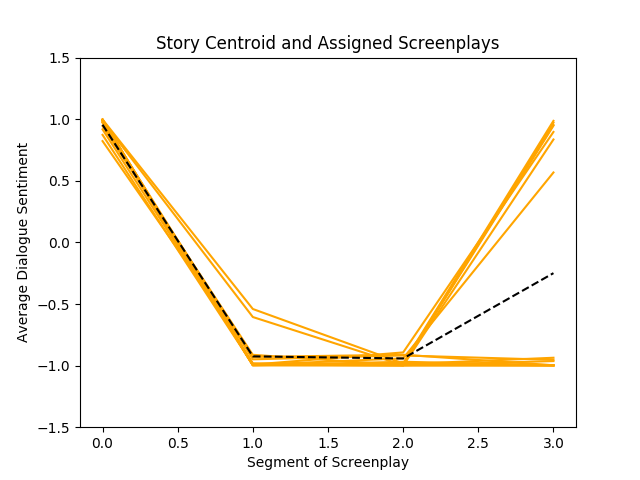 Story Centroid and Assigned Screenplays
1.5
1.0
0.5
0.0
−0.5
−1.0
−1.5
Average Dialogue Sentiment
0.0 0.5 1.0 1.5 2.0 2.5 3.0
Segment of Screenplay